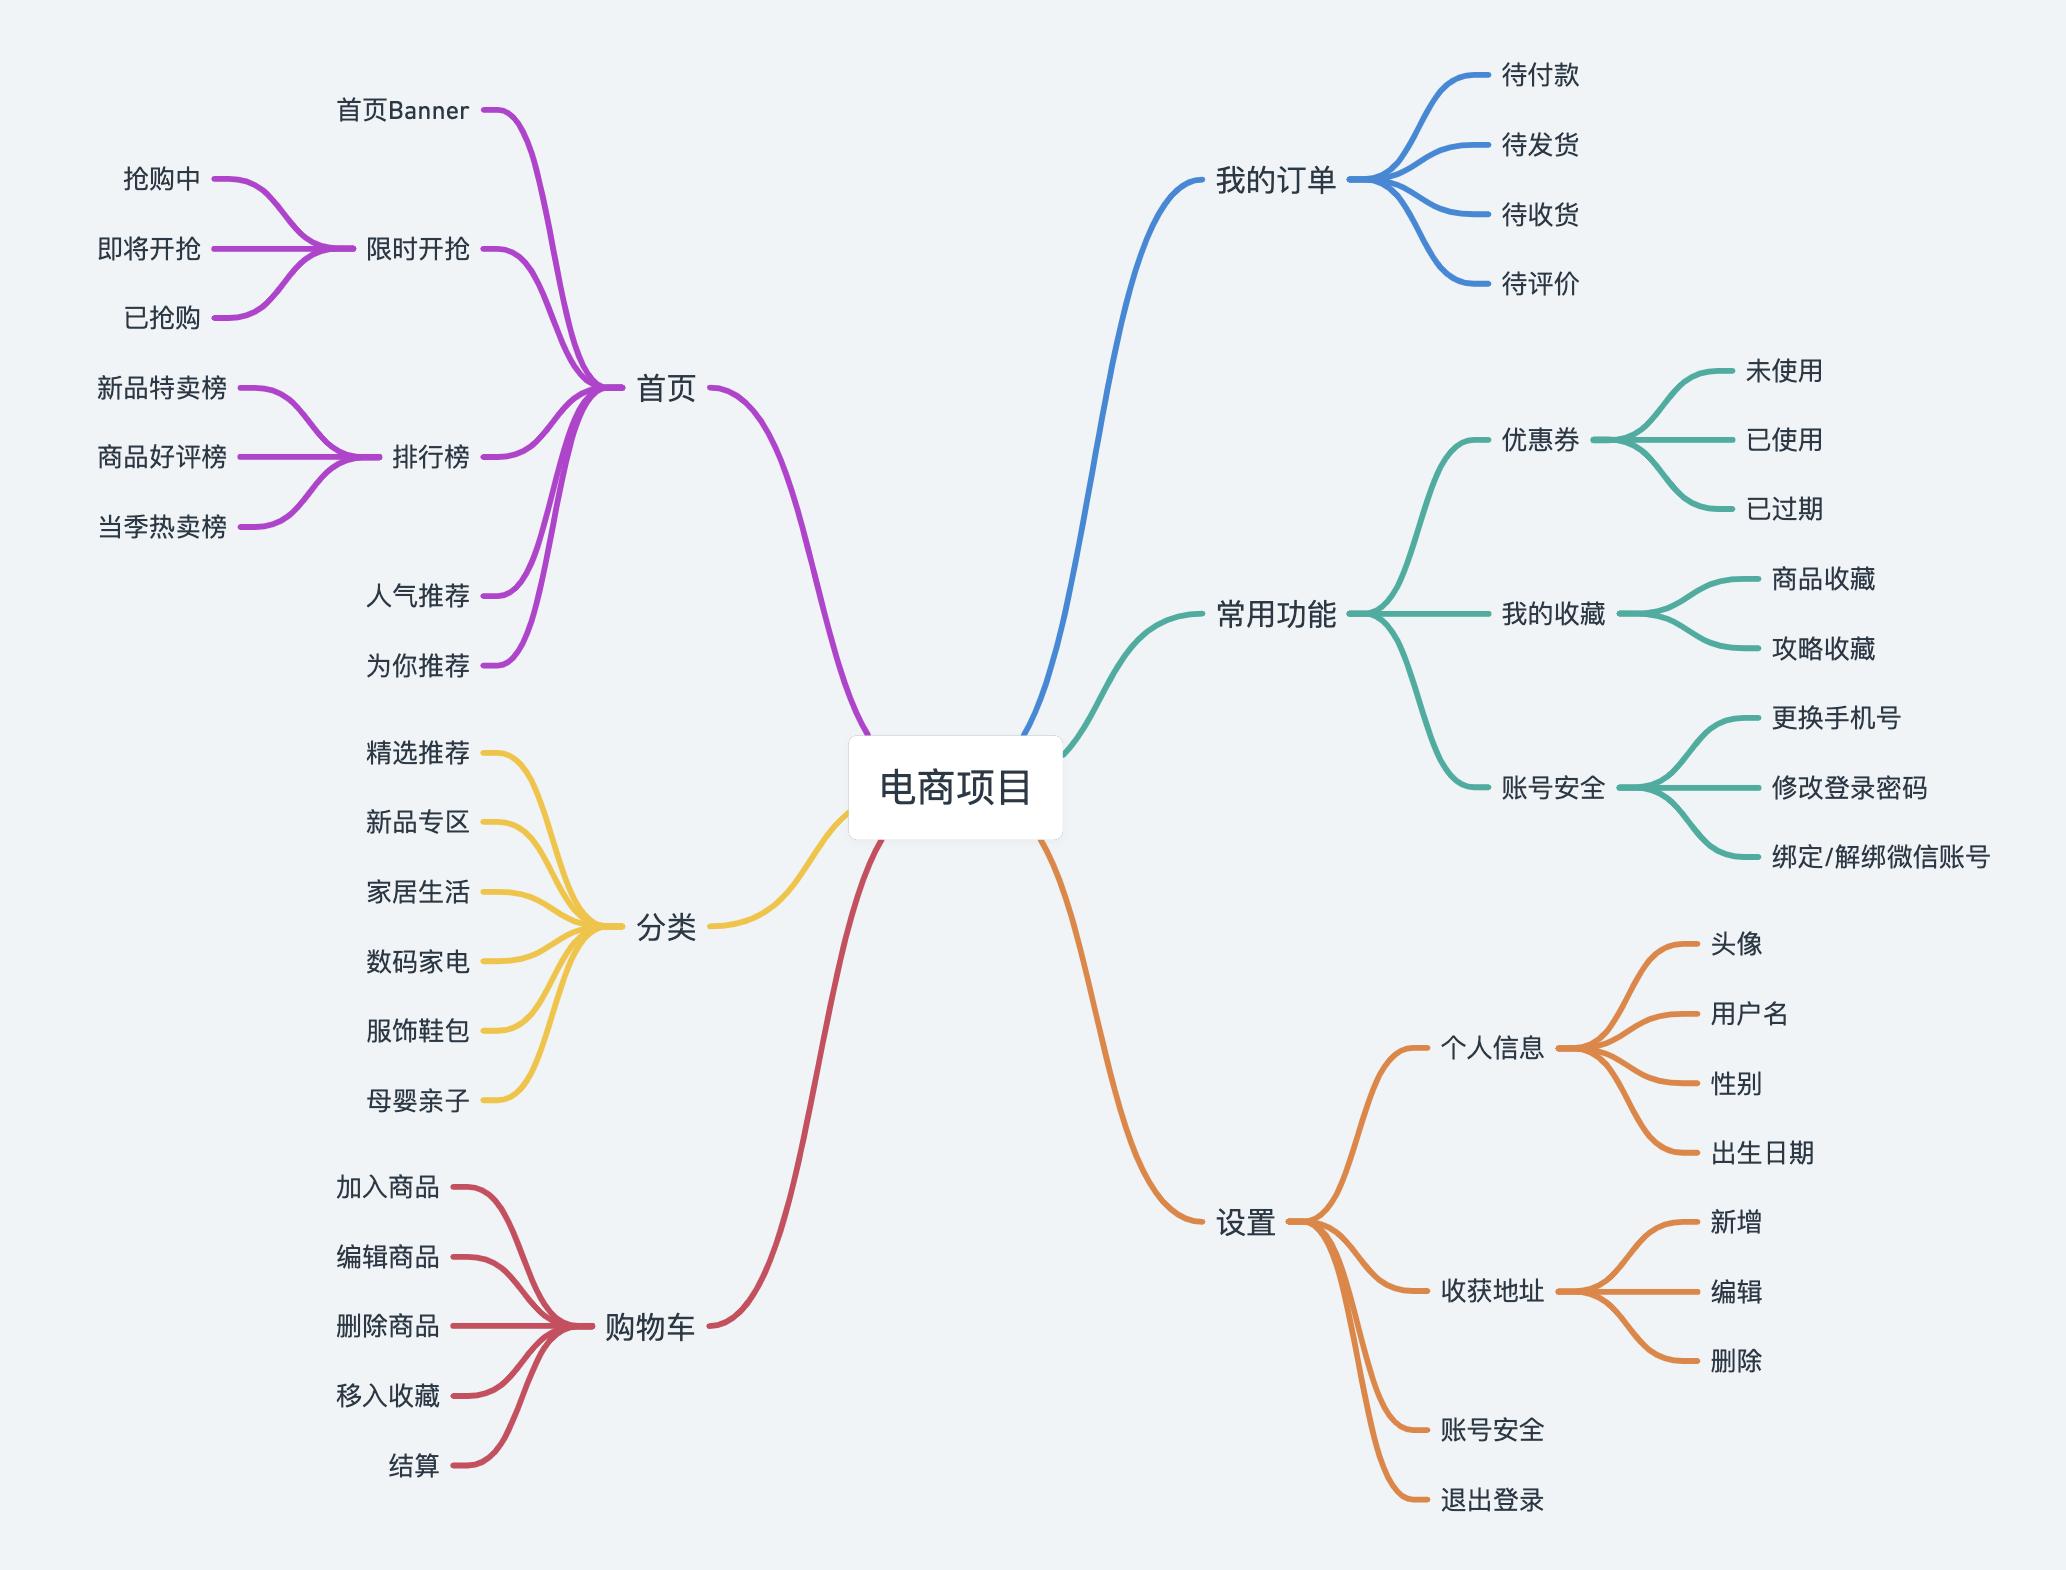 电商项目
首页
首页Banner
限时开抢
抢购中
即将开抢
已抢购
排行榜
新品特卖榜
商品好评榜
当季热卖榜
人气推荐
为你推荐
分类
精选推荐
新品专区
家居生活
数码家电
服饰鞋包
母婴亲子
购物车
加入商品
编辑商品
删除商品
移入收藏
结算
我的订单
待付款
待发货
待收货
待评价
常用功能
优惠券
未使用
已使用
已过期
我的收藏
商品收藏
攻略收藏
账号安全
更换手机号
修改登录密码
绑定/解绑微信账号
设置
个人信息
头像
用户名
性别
出生日期
收获地址
新增
编辑
删除
账号安全
退出登录